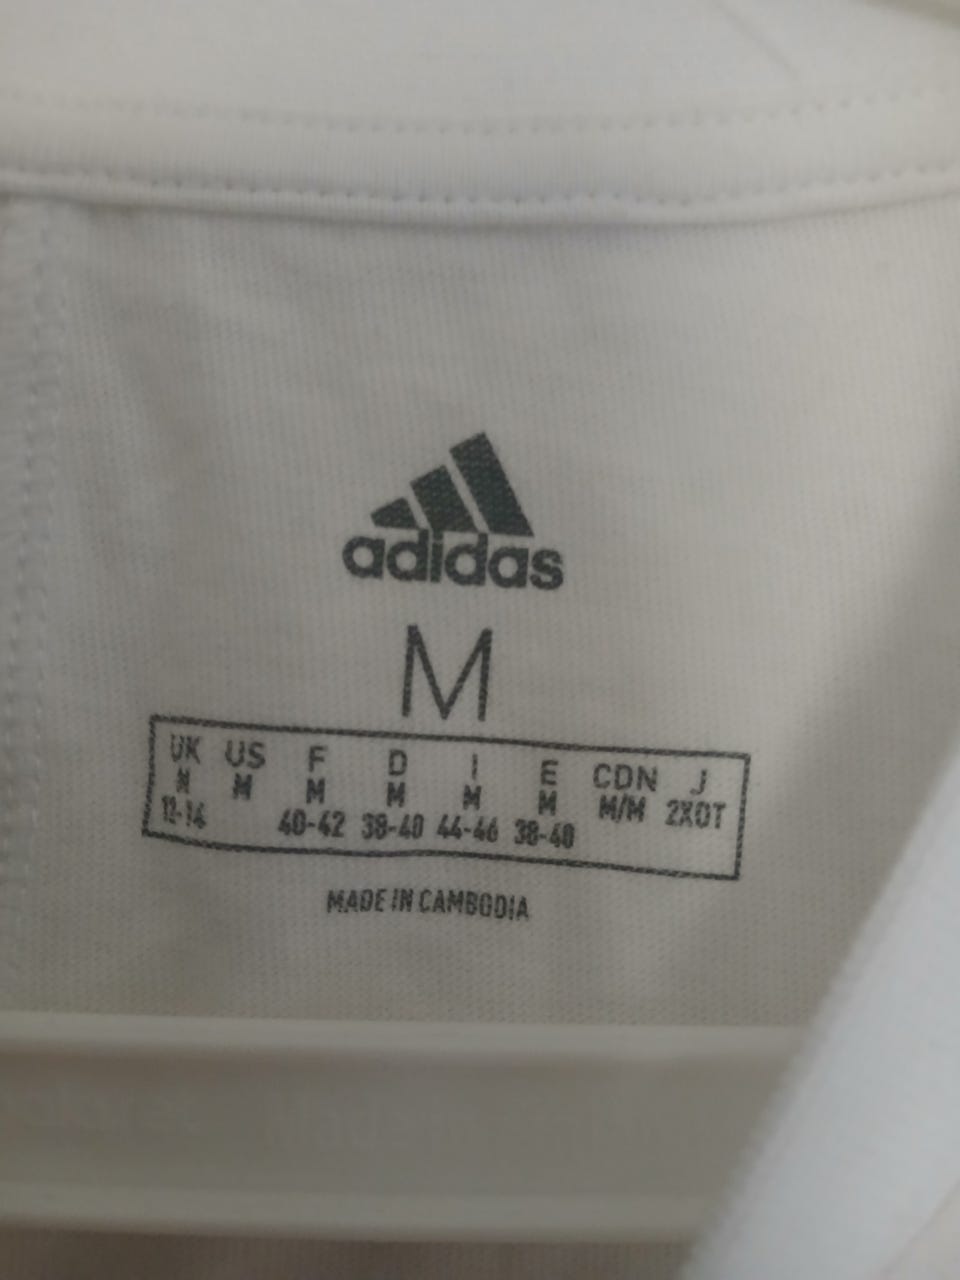 adidas
M
UK US F D I E CDN J
M M M M M M M/M 2XOT
12-14 40-42 38-40 44-46 38-40
MADE IN CAMBODIA